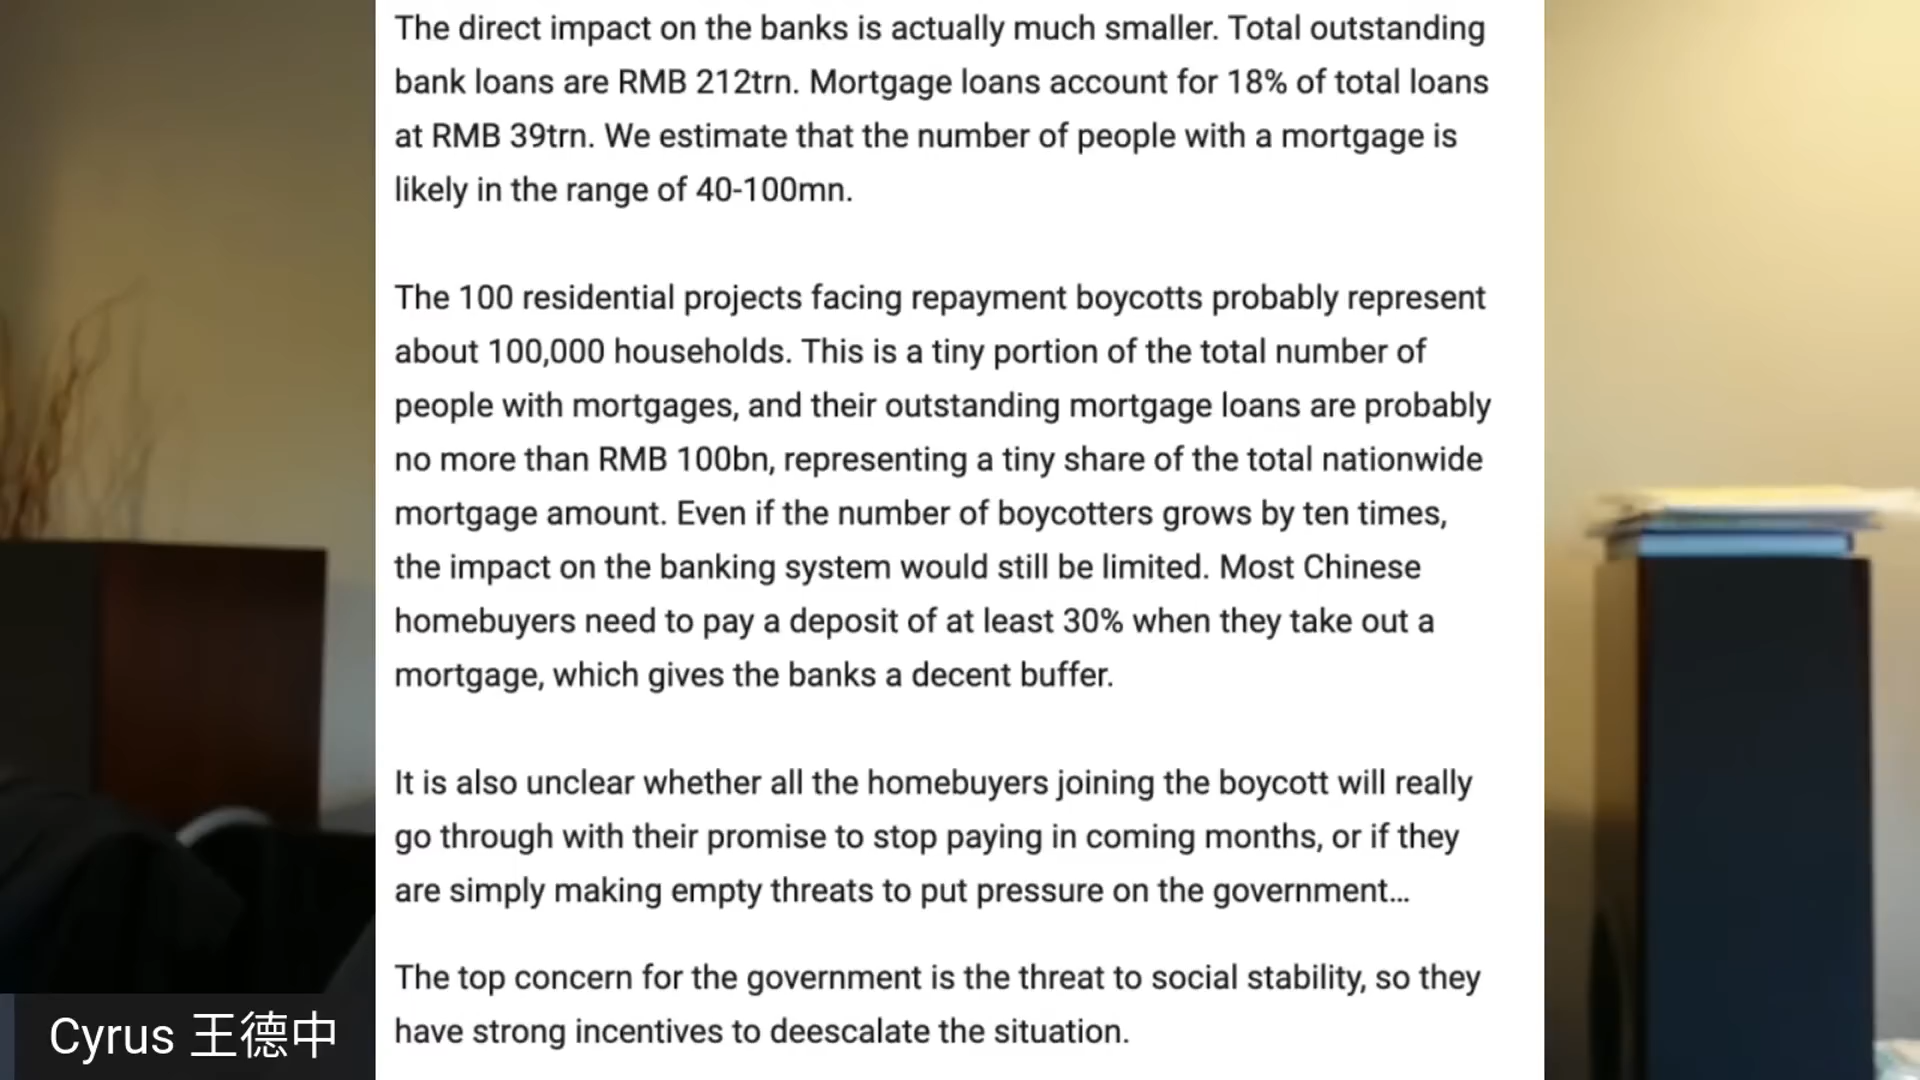 The direct impact on the banks is actually much smaller. Total outstanding
bank loans are RMB 212trn. Mortgage loans account for 18% of total loans
at RMB 39trn. We estimate that the number of people with a mortgage is
likely in the range of 40-100mn.
The 100 residential projects facing repayment boycotts probably represent
about 100,000 households. This is a tiny portion of the total number of
people with mortgages, and their outstanding mortgage loans are probably
no more than RMB 100bn, representing a tiny share of the total nationwide
mortgage amount. Even if the number of boycotters grows by ten times,
the impact on the banking system would still be limited. Most Chinese
homebuyers need to pay a deposit of at least 30% when they take out a
mortgage, which gives the banks a decent buffer.
It is also unclear whether all the homebuyers joining the boycott will really
go through with their promise to stop paying in coming months, or if they
are simply making empty threats to put pressure on the government…
The top concern for the government is the threat to social stability, so they
have strong incentives to deescalate the situation.
Cyrus 王德中